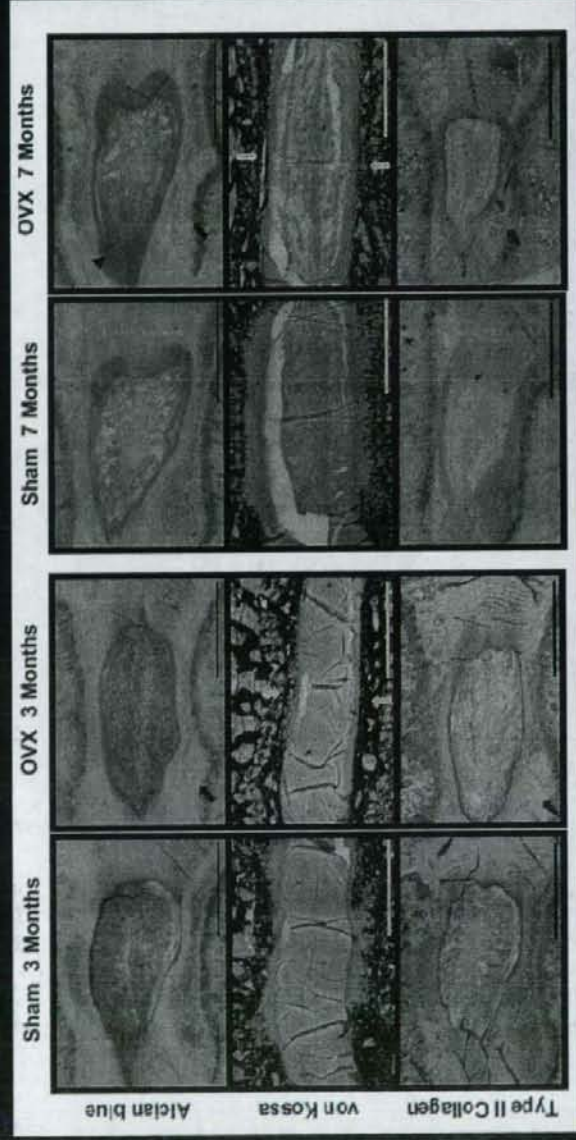 Sham 3 Months
OVX 3 Months
Sham 7 Months
OVX 7 Months
Alcian blue
von Kossa
Type II Collagen